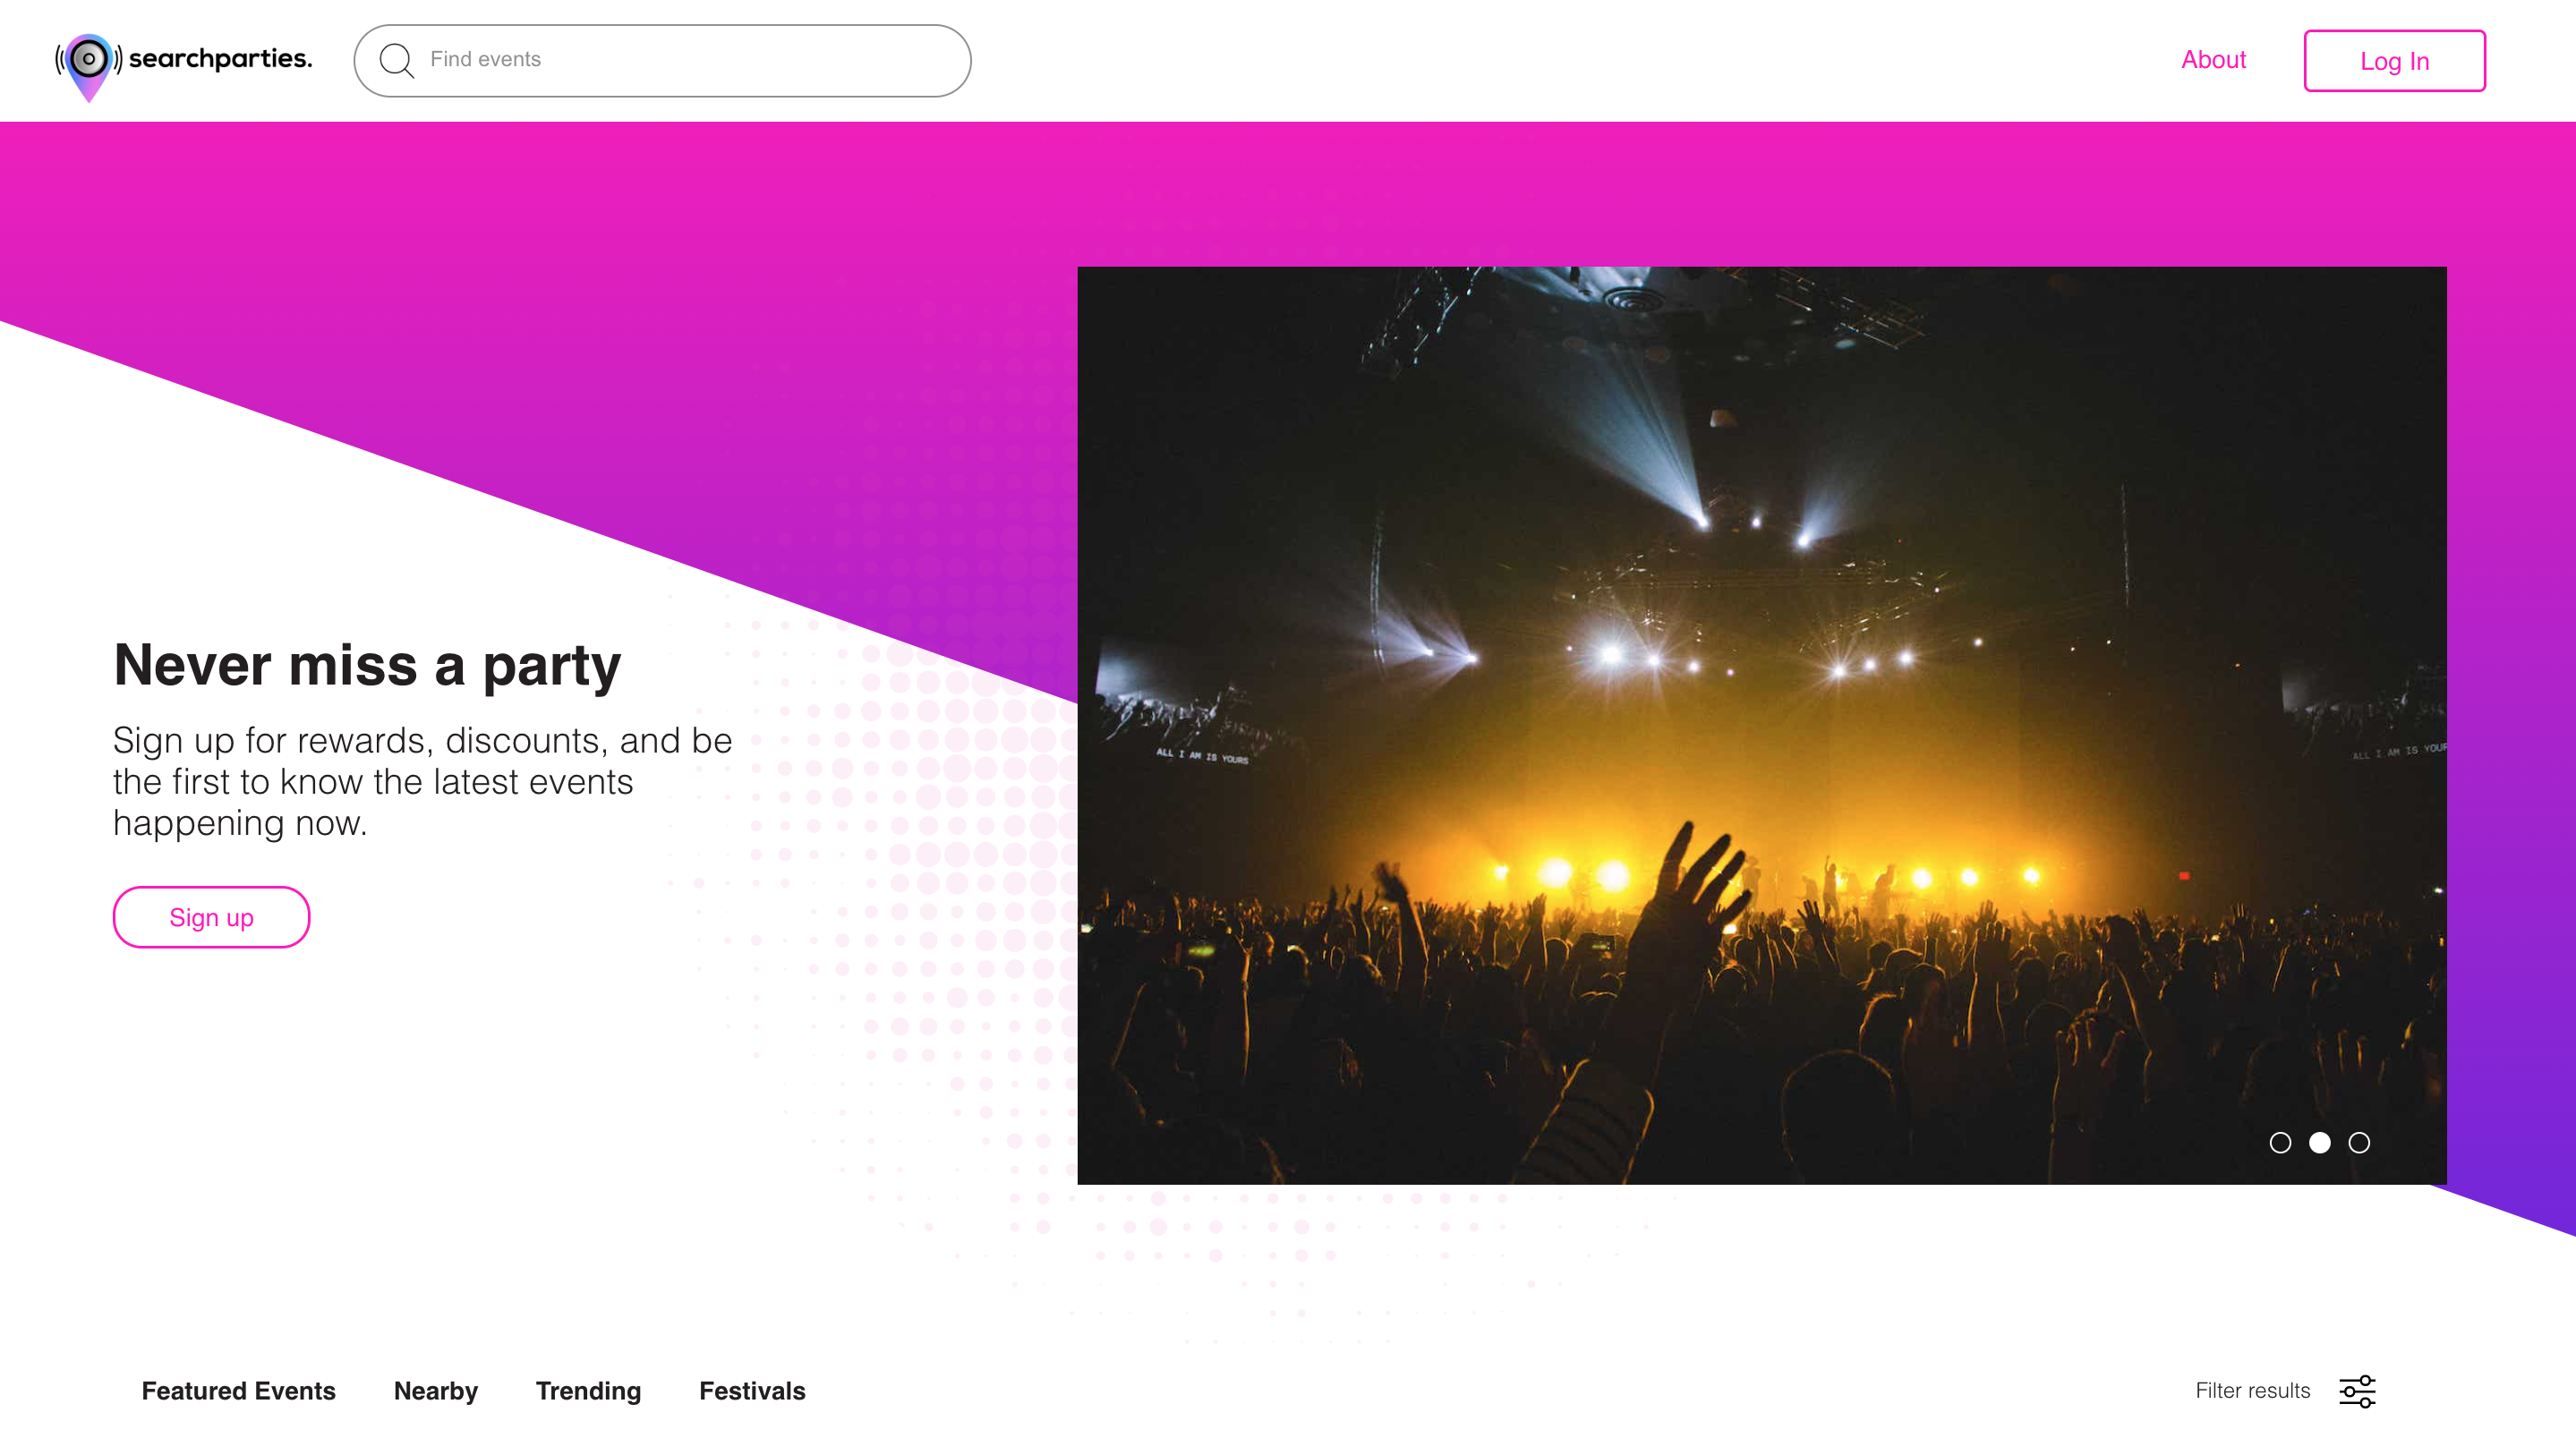 searchparties.
Find events
About
Log In
Never miss a party
Sign up for rewards, discounts, and be
the first to know the latest events
happening now.
Sign up
ALL I AM IS YOURS
ALL I AM IS YOUR
Featured Events
Nearby
Trending
Festivals
Filter results